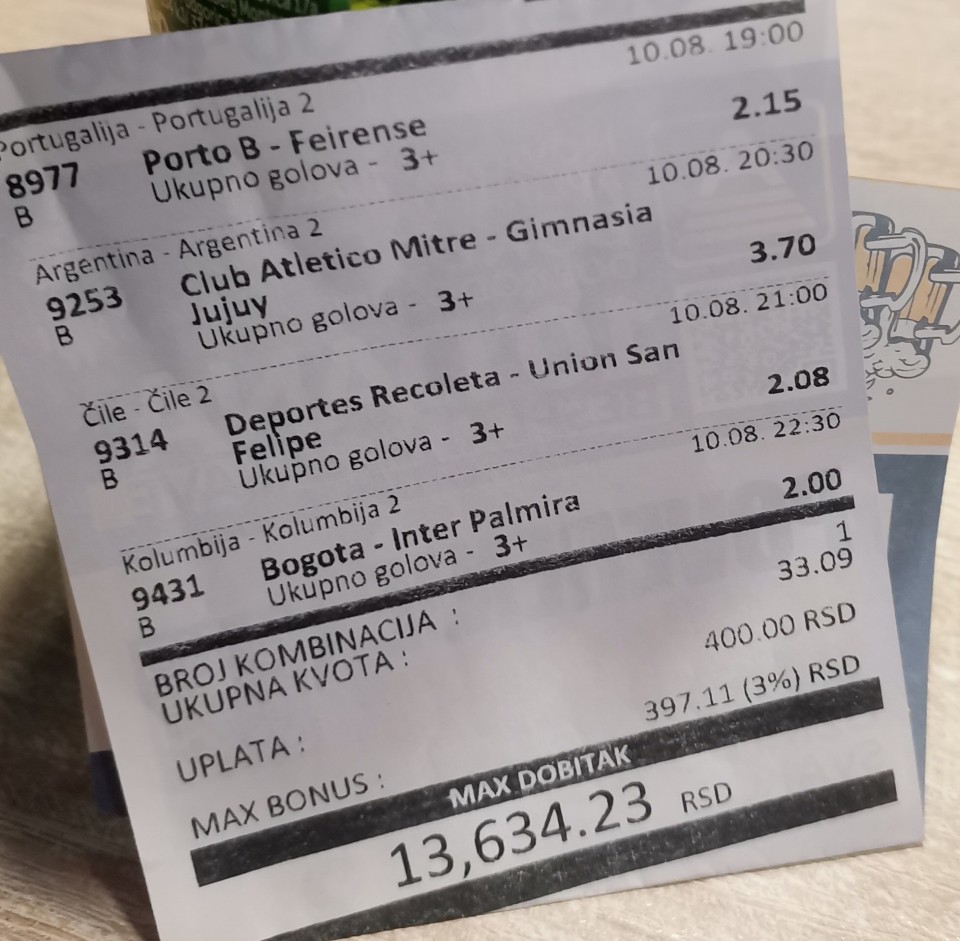 10.08. 19:00
Portugalija - Portugalija 2
8977 Porto B - Feirense 2.15
B Ukupno golova - 3+
10.08. 20:30
Argentina - Argentina 2
9253 Club Atletico Mitre - Gimnasia
Jujuy 3.70
B Ukupno golova - 3+
10.08. 21:00
Čile - Čile 2
9314 Deportes Recoleta - Union San
Felipe 2.08
B Ukupno golova - 3+
10.08. 22:30
Kolumbija - Kolumbija 2
9431 Bogota - Inter Palmira 2.00
B Ukupno golova - 3+
BROJ KOMBINACIJA : 1
UKUPNA KVOTA : 33.09
UPLATA : 400.00 RSD
MAX BONUS : 397.11 (3%) RSD
MAX DOBITAK
13,634.23 RSD